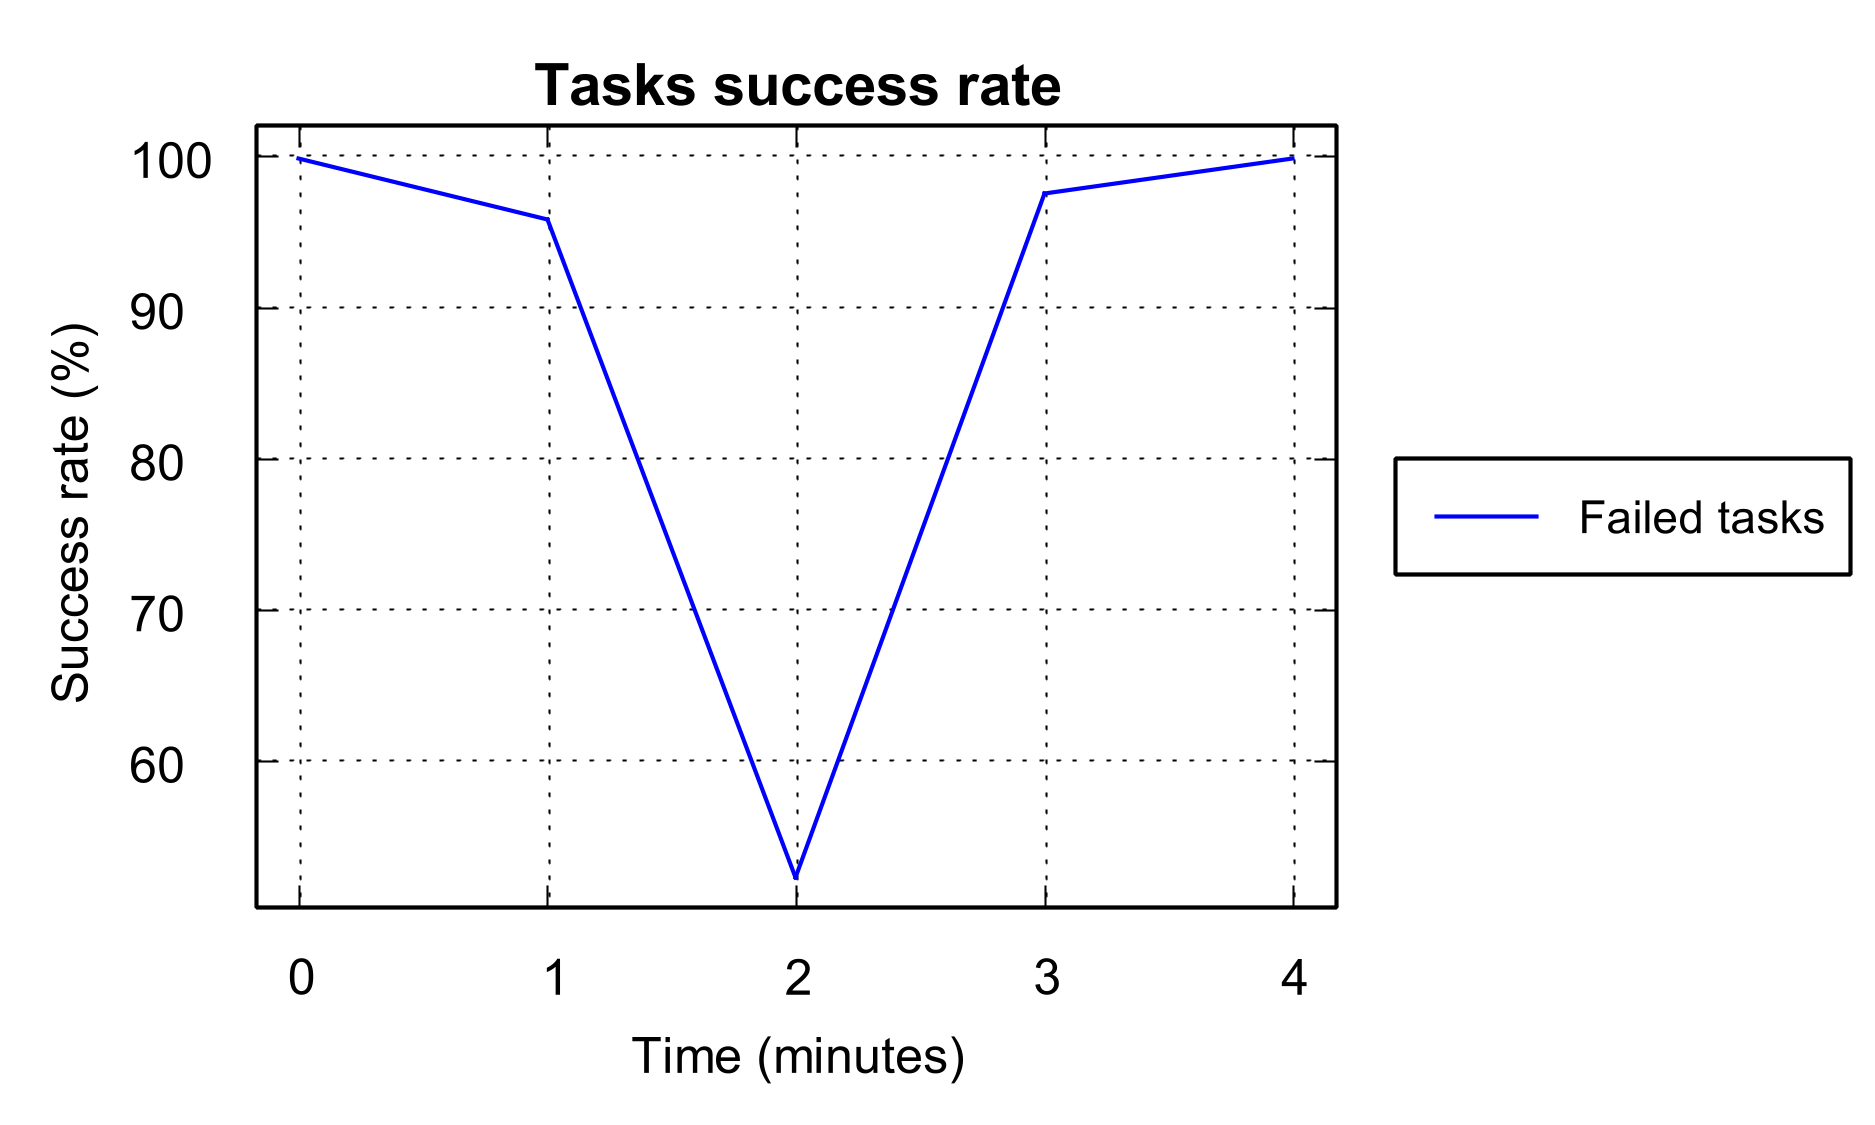 Tasks success rate
100
90
80
70
60
Success rate (%)
Failed tasks
0 1 2 3 4
Time (minutes)